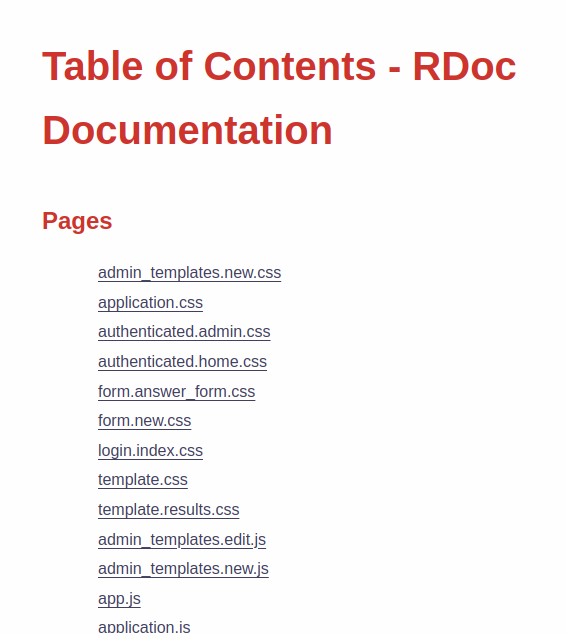 Table of Contents - RDoc
Documentation
Pages
admin_templates.new.css
application.css
authenticated.admin.css
authenticated.home.css
form.answer_form.css
form.new.css
login.index.css
template.css
template.results.css
admin_templates.edit.js
admin_templates.new.js
app.js
application.js